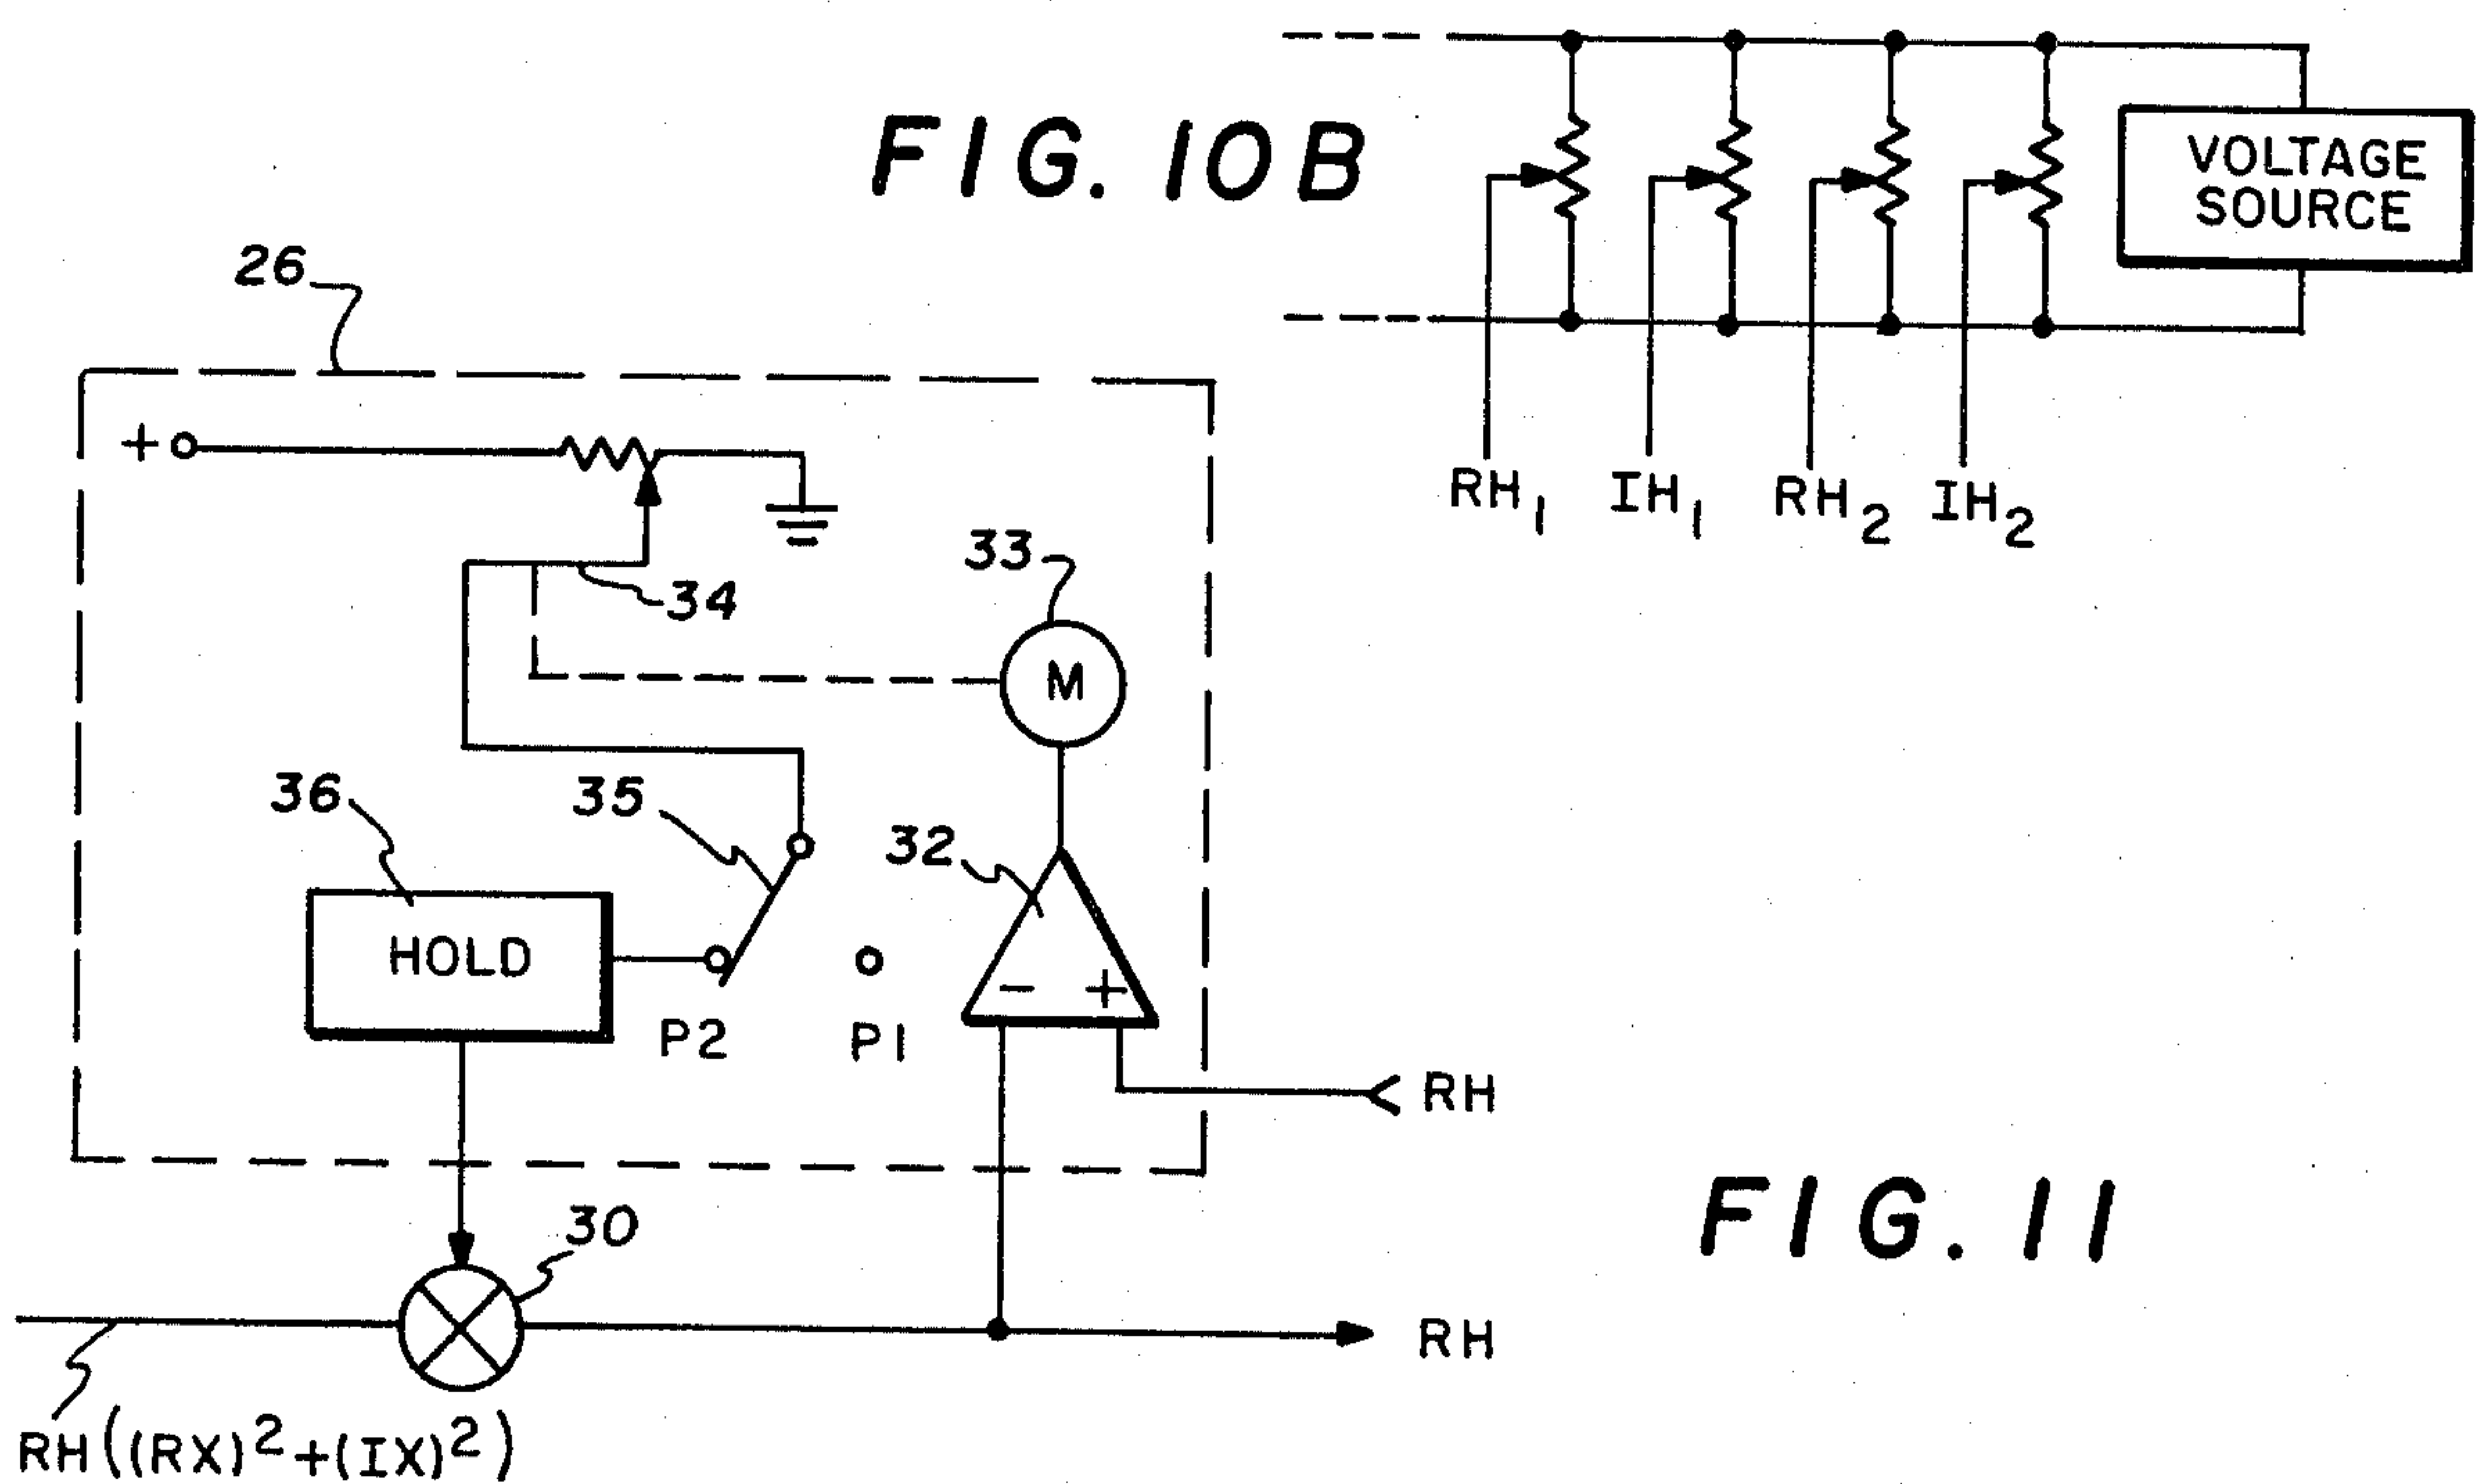 FIG. 10B
VOLTAGE
SOURCE
RH₁
IH₁
RH₂
IH₂
26
+
34
33
M
36
35
32
HOLD
P2
P1
- +
RH
30
RH
RH((RX)²+(IX)²)
FIG. 11